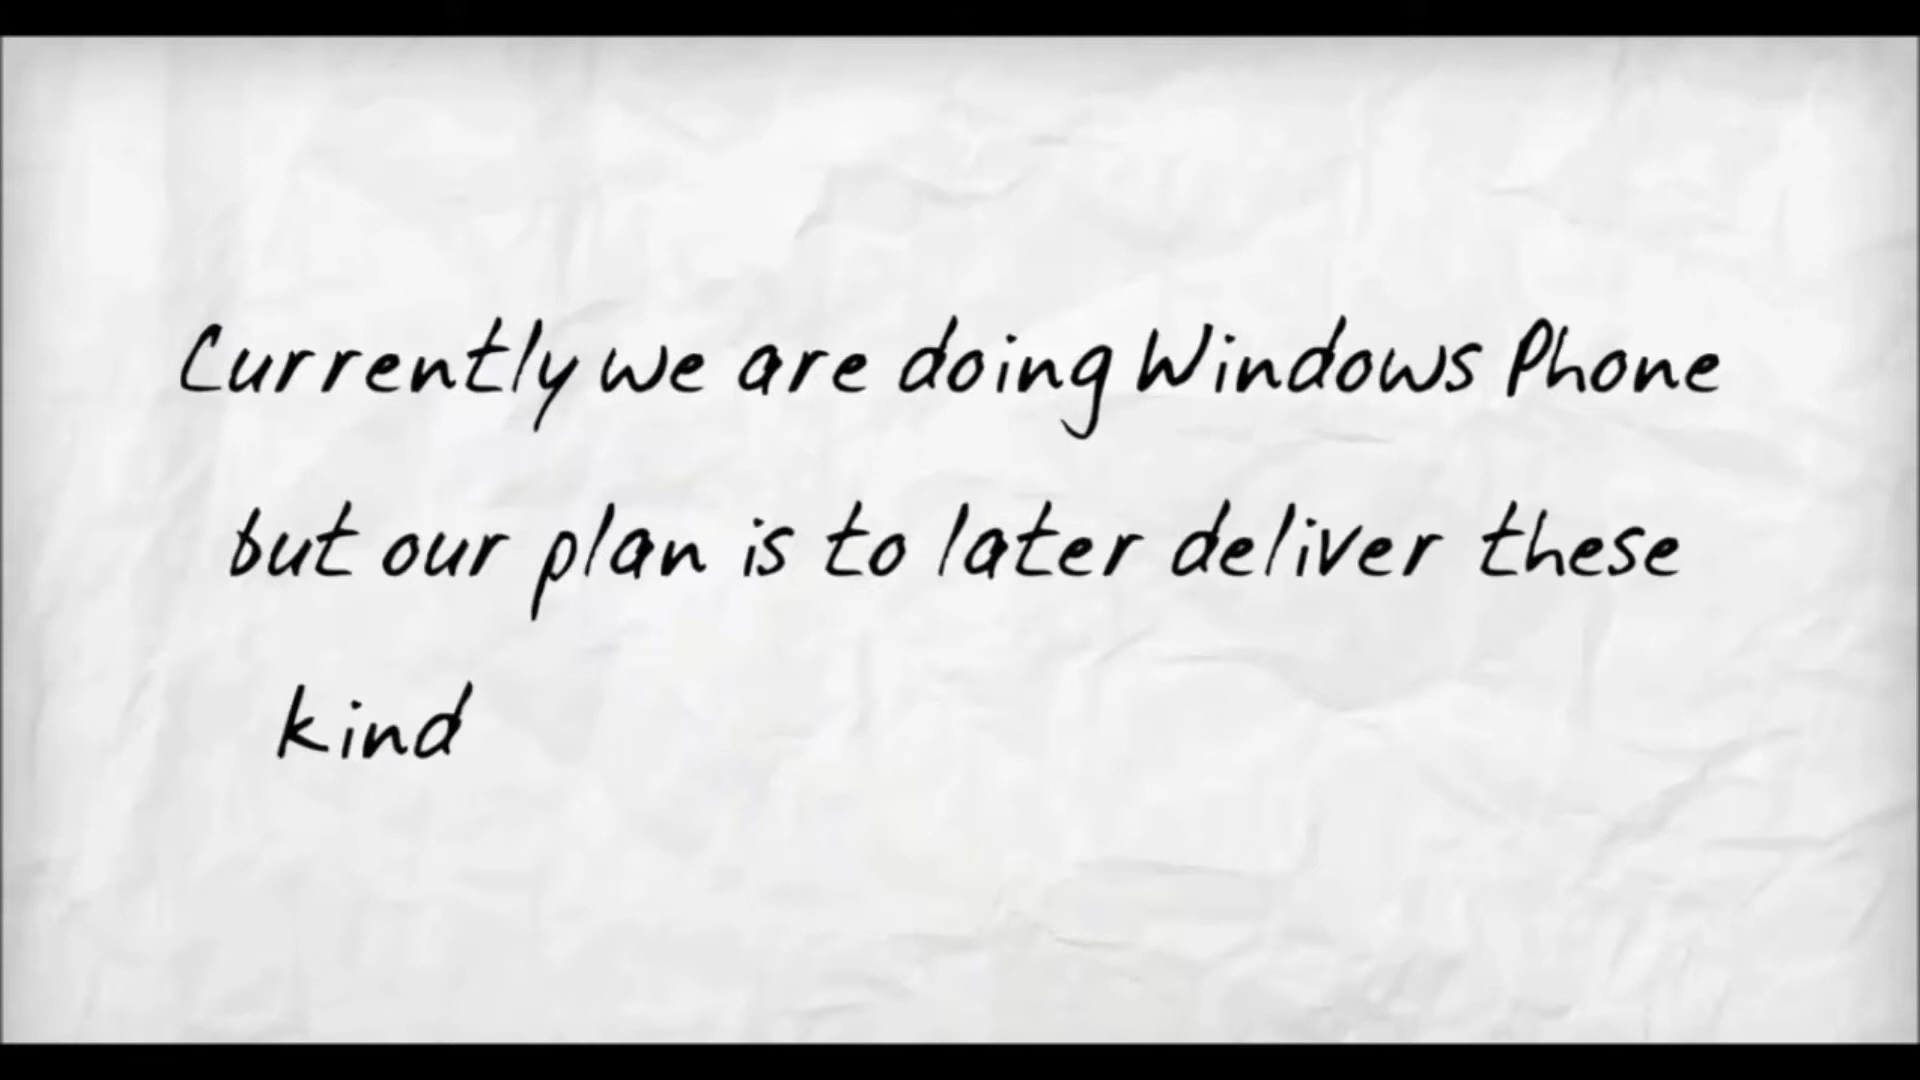 Currently we are doing Windows Phone
but our plan is to later deliver these
kind